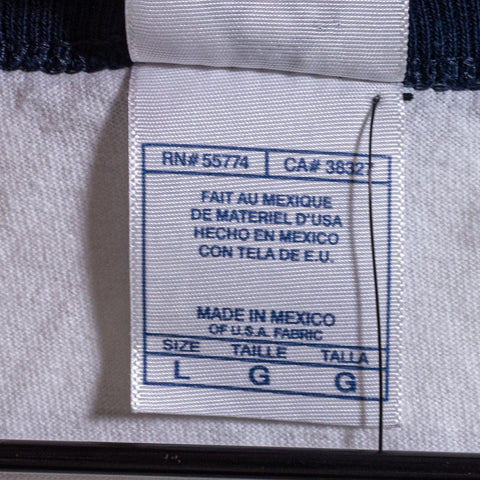 RN# 55774 CA# 38327
FAIT AU MEXIQUE
DE MATERIEL D'USA
HECHO EN MEXICO
CON TELA DE E.U.
MADE IN MEXICO
OF U.S.A. FABRIC
SIZE TAILLE TALLA
L G G